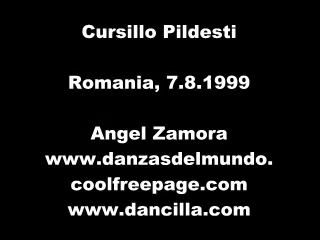 Cursillo Pildesti
Romania, 7.8.1999
Angel Zamora
www.danzasdelmundo.
coolfreepage.com
www.dancilla.com